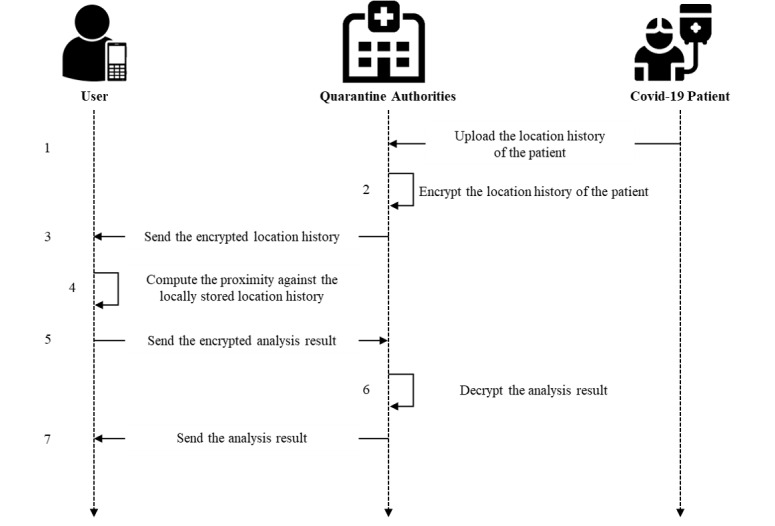 User
Quarantine Authorities
Covid-19 Patient
1
Upload the location history
of the patient
2
Encrypt the location history of the patient
3
Send the encrypted location history
4
Compute the proximity against the
locally stored location history
5
Send the encrypted analysis result
6
Decrypt the analysis result
7
Send the analysis result